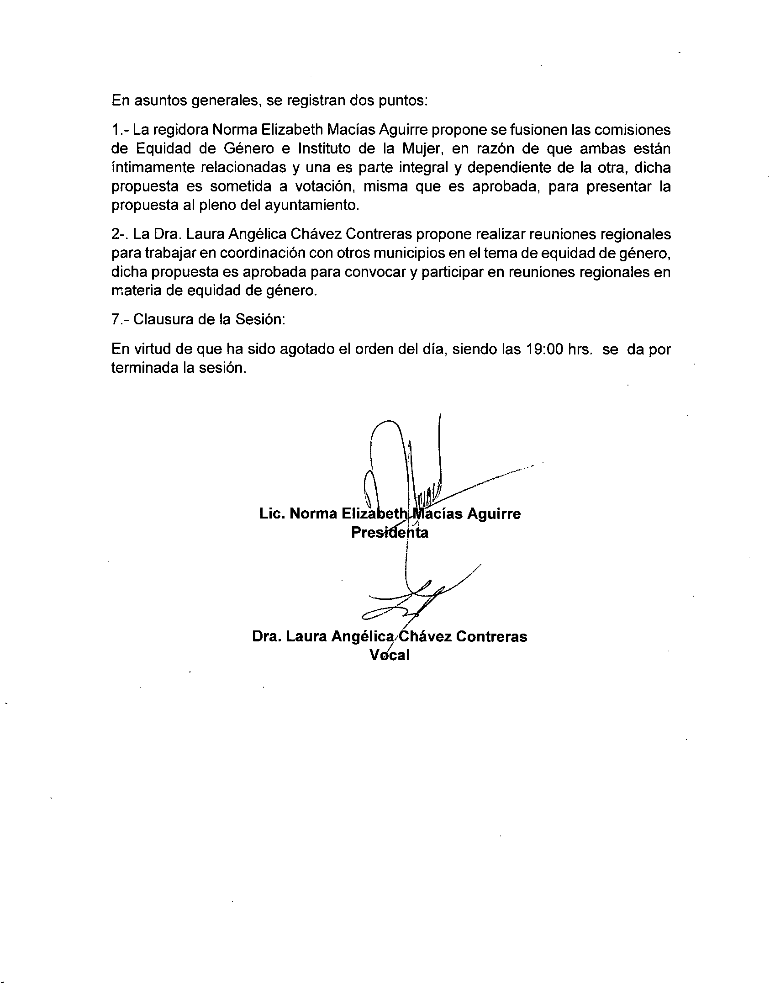 En asuntos generales, se registran dos puntos:
1.- La regidora Norma Elizabeth Macías Aguirre propone se fusionen las comisiones
de Equidad de Género e Instituto de la Mujer, en razón de que ambas están
íntimamente relacionadas y una es parte integral y dependiente de la otra, dicha
propuesta es sometida a votación, misma que es aprobada, para presentar la
propuesta al pleno del ayuntamiento.
2-. La Dra. Laura Angélica Chávez Contreras propone realizar reuniones regionales
para trabajar en coordinación con otros municipios en el tema de equidad de género,
dicha propuesta es aprobada para convocar y participar en reuniones regionales en
materia de equidad de género.
7.- Clausura de la Sesión:
En virtud de que ha sido agotado el orden del día, siendo las 19:00 hrs. se da por
terminada la sesión.
Lic. Norma Elizabeth Macías Aguirre
Presidenta
Dra. Laura Angélica Chávez Contreras
Vocal